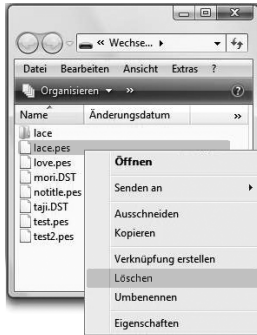 « Wechse...
Datei Bearbeiten Ansicht Extras ?
Organisieren »
Name Änderungsdatum »
lace
lace.pes
love.pes
mori.DST
notitle.pes
taji.DST
test.pes
test2.pes
Öffnen
Senden an
Ausschneiden
Kopieren
Verknüpfung erstellen
Löschen
Umbenennen
Eigenschaften